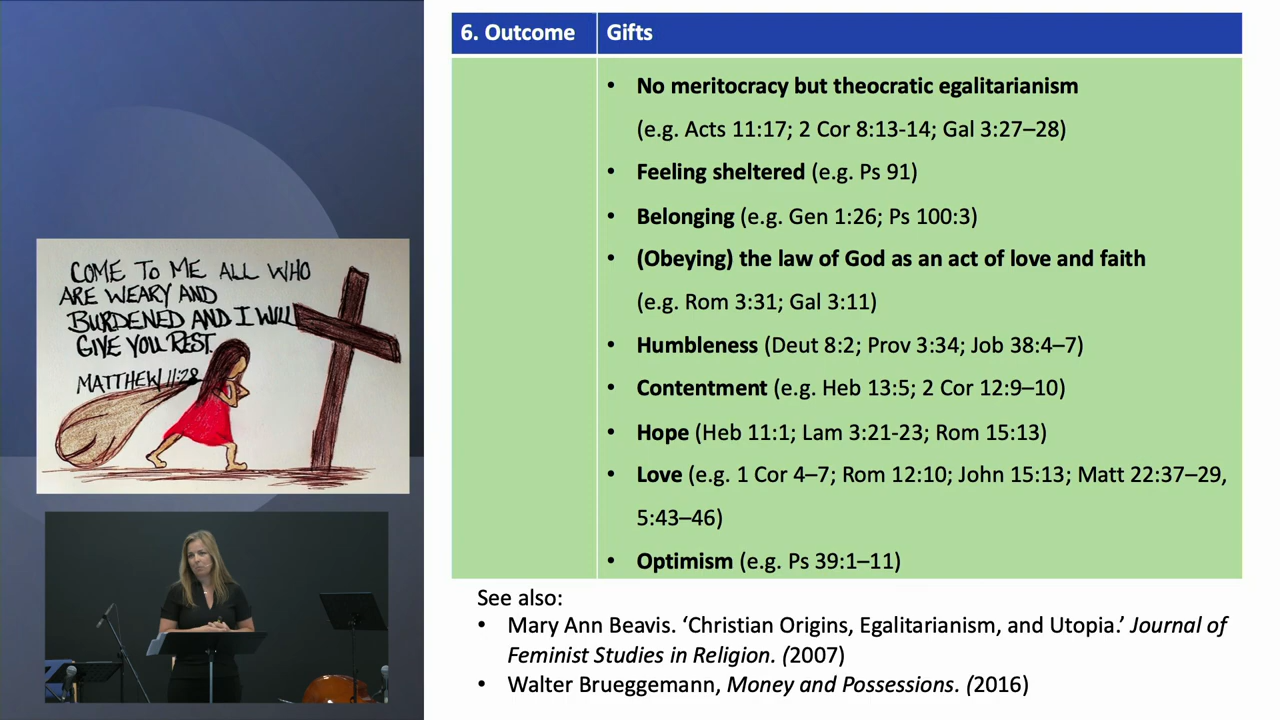 6. Outcome
Gifts
• No meritocracy but theocratic egalitarianism
(e.g. Acts 11:17; 2 Cor 8:13-14; Gal 3:27–28)
• Feeling sheltered (e.g. Ps 91)
• Belonging (e.g. Gen 1:26; Ps 100:3)
• (Obeying) the law of God as an act of love and faith
(e.g. Rom 3:31; Gal 3:11)
• Humbleness (Deut 8:2; Prov 3:34; Job 38:4–7)
• Contentment (e.g. Heb 13:5; 2 Cor 12:9–10)
• Hope (Heb 11:1; Lam 3:21-23; Rom 15:13)
• Love (e.g. 1 Cor 4–7; Rom 12:10; John 15:13; Matt 22:37–29,
5:43–46)
• Optimism (e.g. Ps 39:1–11)
See also:
• Mary Ann Beavis. ‘Christian Origins, Egalitarianism, and Utopia.’ Journal of
Feminist Studies in Religion. (2007)
• Walter Brueggemann, Money and Possessions. (2016)
COME TO ME ALL WHO
ARE WEARY AND
BURDENED AND I WILL
GIVE YOU REST.
MATTHEW 11:28